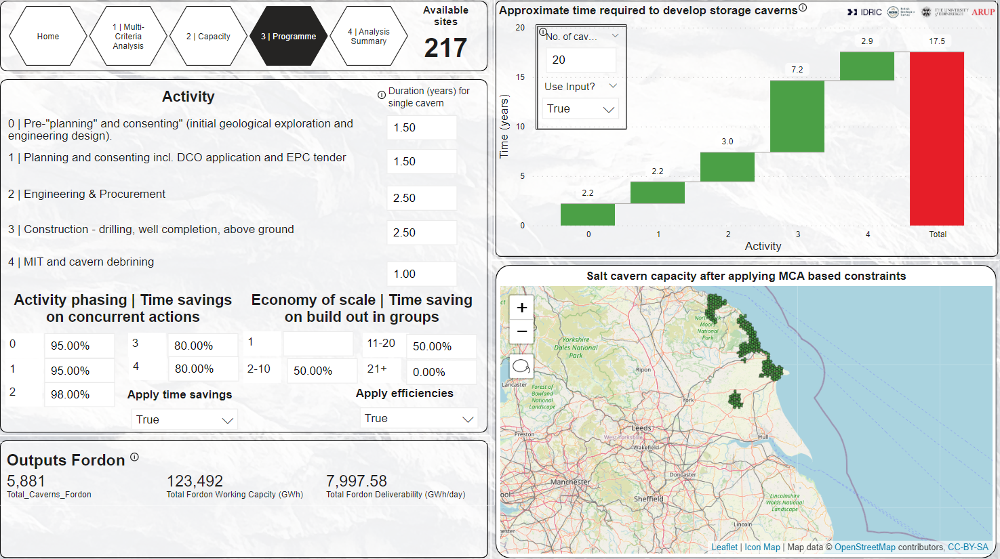 Home
1 | Multi-
Criteria
Analysis
2 | Capacity
3 | Programme
4 | Analysis
Summary
Available
sites
217
Activity
Duration (years) for
single cavern
0 | Pre-"planning" and consenting" (initial geological exploration and
engineering design).
1.50
1 | Planning and consenting incl. DCO application and EPC tender
1.50
2 | Engineering & Procurement
2.50
3 | Construction - drilling, well completion, above ground
2.50
4 | MIT and cavern debrining
1.00
Activity phasing | Time savings
on concurrent actions
0 95.00%
1 95.00%
2 98.00%
3 80.00%
4 80.00%
Apply time savings
True
Economy of scale | Time saving
on build out in groups
1
2-10 50.00%
11-20 50.00%
21+ 0.00%
Apply efficiencies
True
Outputs Fordon
5,881
Total_Caverns_Fordon
123,492
Total Fordon Working Capcity (GWh)
7,997.58
Total Fordon Deliverability (GWh/day)
Approximate time required to develop storage caverns
IDRIC
THE UNIVERSITY
ARUP
No. of cav...
20
Use Input?
True
Time (years)
20
15
10
5
0
2.2
2.2
3.0
7.2
2.9
17.5
0 1 2 3 4 Total
Activity
Salt cavern capacity after applying MCA based constraints
+
−
Yorkshire
Dales National
Park
Moors
National
Park
Ripon
Lancaster
Forest of
Bowland
National
Landscape
York
Preston
Leeds
West Yorkshire
Wakefield
Hull
Manchester
Doncaster
Sheffield
Lincolnshire
Wolds National
Landscape
Lincoln
Leaflet | Icon Map | Map data © OpenStreetMap contributors, CC-BY-SA